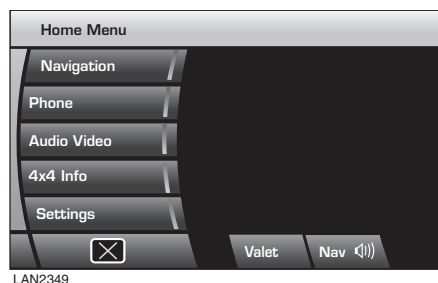 Home Menu
Navigation
Phone
Audio Video
4x4 Info
Settings
Valet
Nav
LAN2349